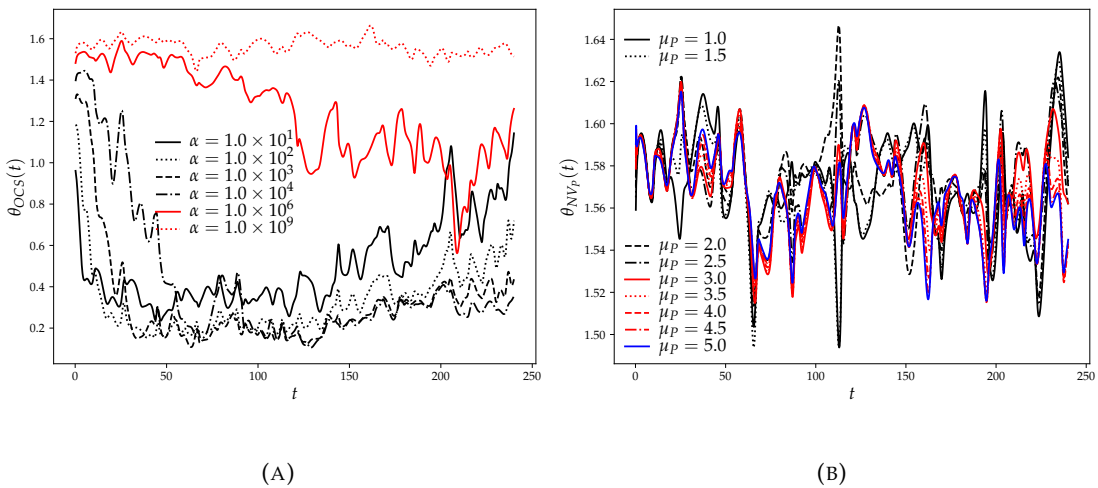 1.6
1.4
1.2
1.0
0.8
0.6
0.4
0.2
θ_OCS(t)
α = 1.0 × 10^1
α = 1.0 × 10^2
α = 1.0 × 10^3
α = 1.0 × 10^4
α = 1.0 × 10^6
α = 1.0 × 10^9
0 50 100 150 200 250
t
(A)
1.64
1.62
1.60
1.58
1.56
1.54
1.52
1.50
θ_NV_P(t)
μ_P = 1.0
μ_P = 1.5
μ_P = 2.0
μ_P = 2.5
μ_P = 3.0
μ_P = 3.5
μ_P = 4.0
μ_P = 4.5
μ_P = 5.0
0 50 100 150 200 250
t
(B)